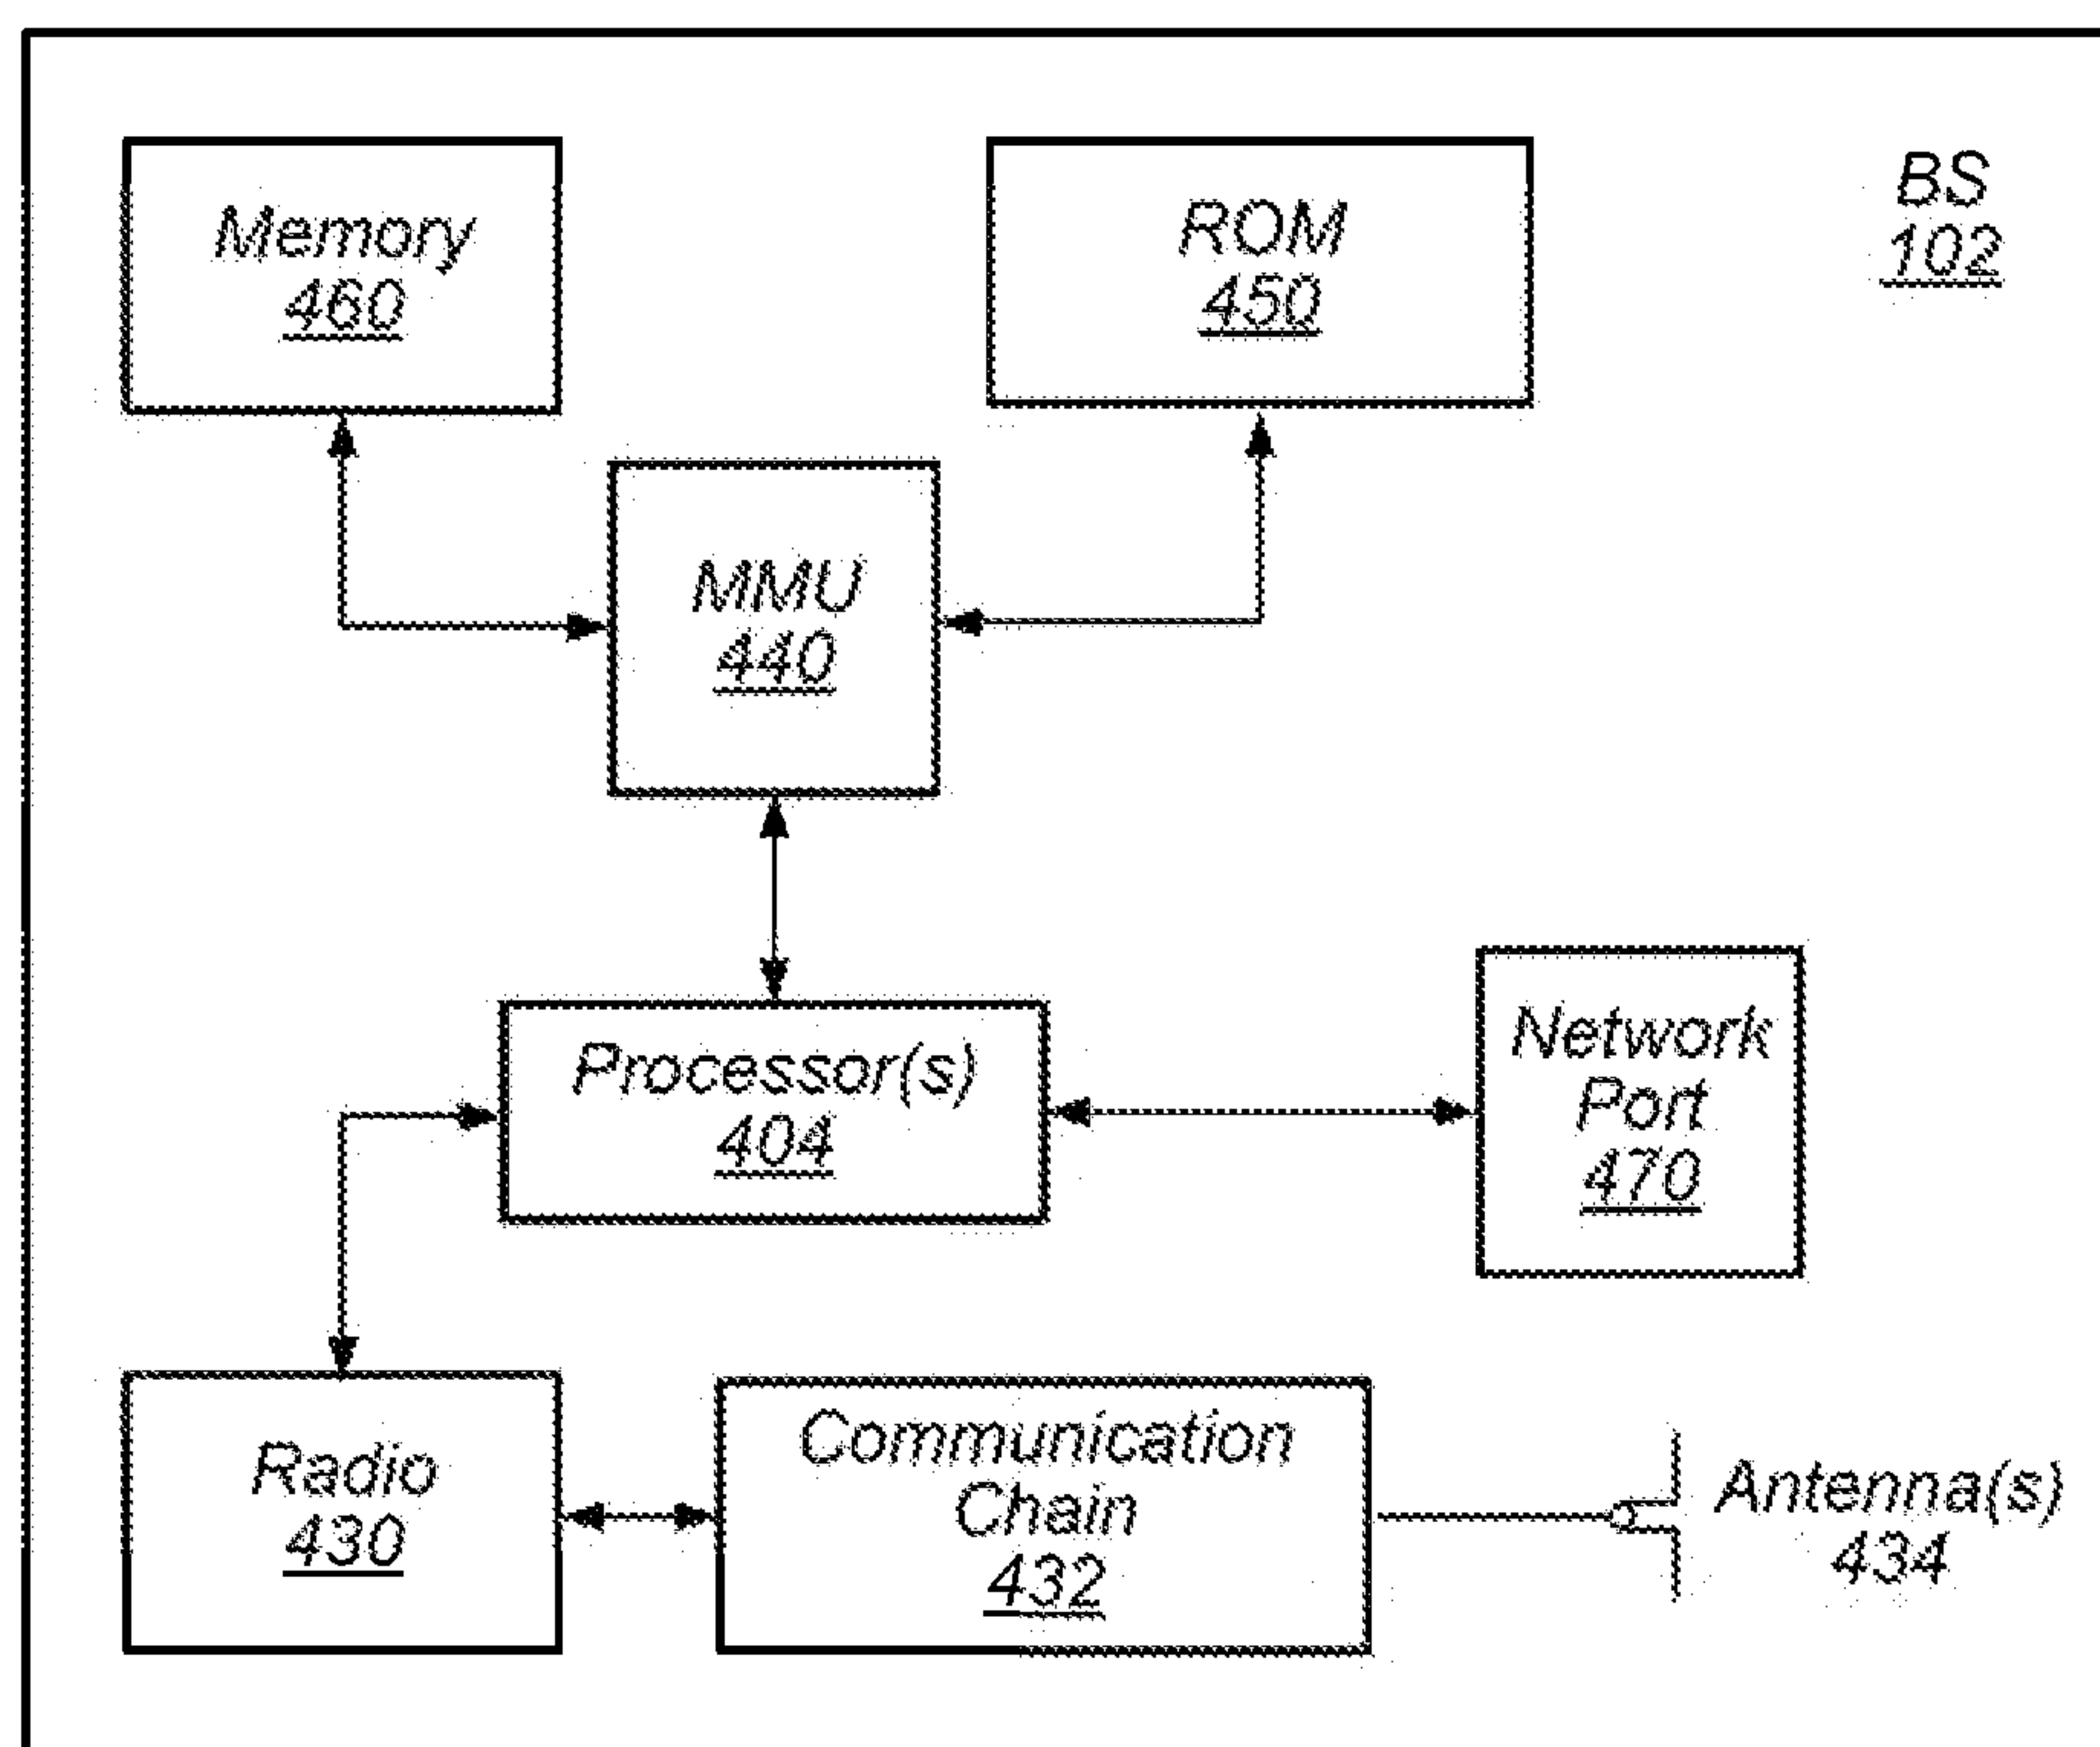 Memory
460
ROM
450
BS
102
MMU
440
Processor(s)
404
Network
Port
470
Radio
430
Communication
Chain
432
Antenna(s)
434